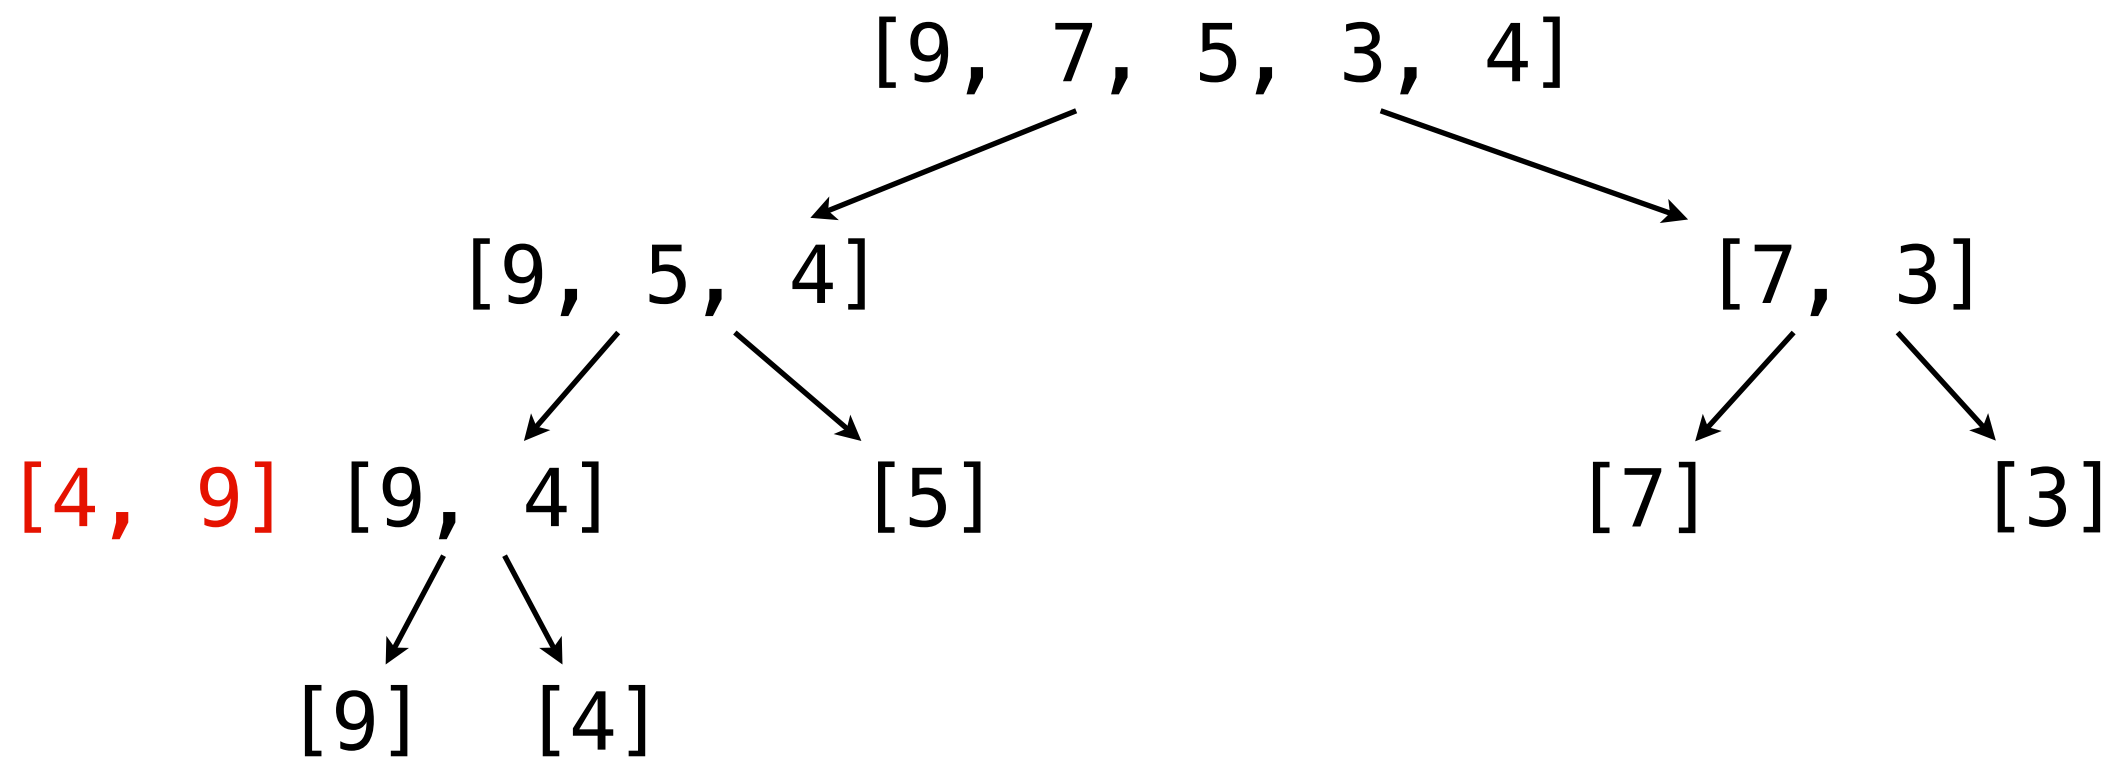 [9, 7, 5, 3, 4]
[9, 5, 4] [7, 3]
[4, 9] [9, 4] [5] [7] [3]
[9] [4]